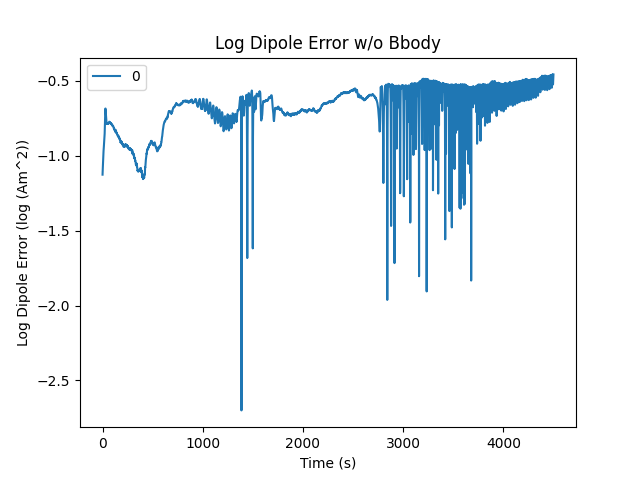 Log Dipole Error w/o Bbody
0
Log Dipole Error (log (Am^2))
−0.5
−1.0
−1.5
−2.0
−2.5
0 1000 2000 3000 4000
Time (s)